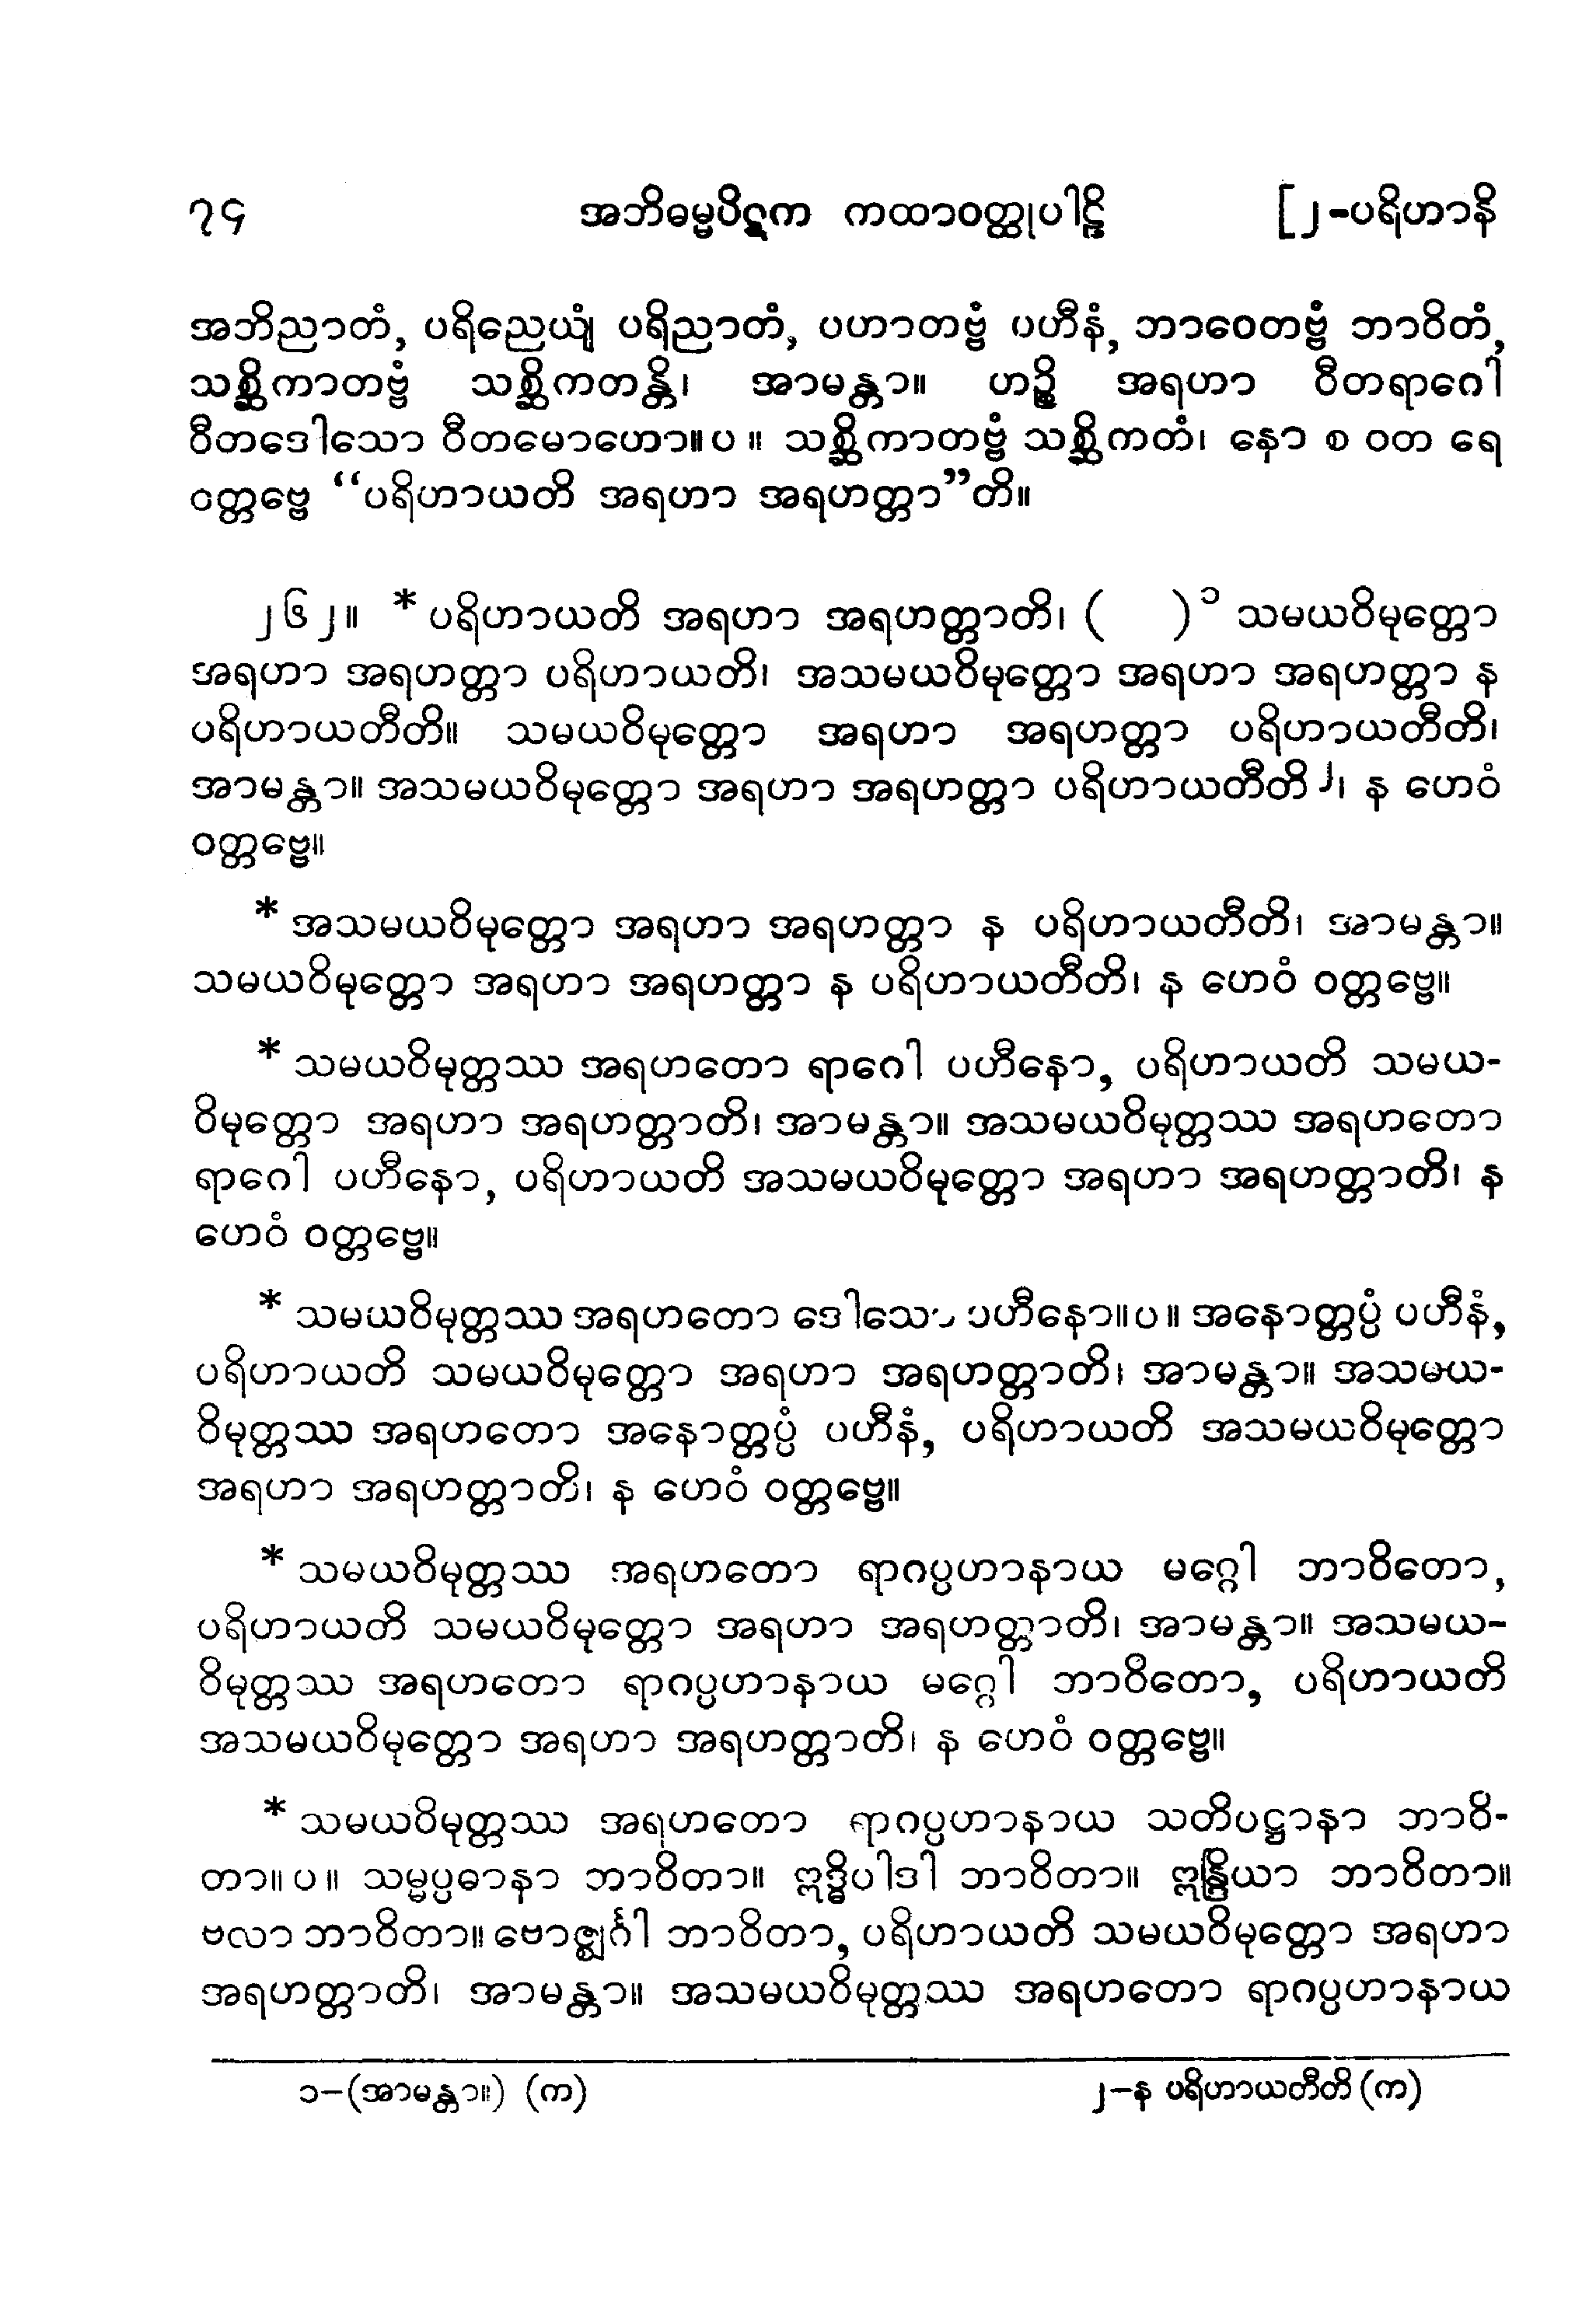 ၇၄ အဘိဓမ္မပိဋက ကထာဝတ္ထုပါဠိ [၂-ပရိဟာနိ
အဘိညာတံ, ပရိညေယျံ ပရိညာတံ, ပဟာတဗ္ဗံ ပဟီနံ, ဘာဝေတဗ္ဗံ ဘာဝိတံ,
သစ္ဆိကာတဗ္ဗံ သစ္ဆိကတန္တိ၊ အာမန္တာ။ ဟဉ္စိ အရဟာ ဝီတရာဂေါ
ဝီတဒေါသော ဝီတမောဟော။ပ။ သစ္ဆိကာတဗ္ဗံ သစ္ဆိကတံ၊ နော စ ဝတ ရေ
ဝတ္တဗ္ဗေ “ပရိဟာယတိ အရဟာ အရဟတ္တာ”တိ။
၂၆၂။ * ပရိဟာယတိ အရဟာ အရဟတ္တာတိ၊ ( )၁ သမယဝိမုတ္တော
အရဟာ အရဟတ္တာ ပရိဟာယတိ၊ အသမယဝိမုတ္တော အရဟာ အရဟတ္တာ န
ပရိဟာယတီတိ။ သမယဝိမုတ္တော အရဟာ အရဟတ္တာ ပရိဟာယတီတိ၊
အာမန္တာ။ အသမယဝိမုတ္တော အရဟာ အရဟတ္တာ ပရိဟာယတီတိ၂၊ န ဟေဝံ
ဝတ္တဗ္ဗေ။
* အသမယဝိမုတ္တော အရဟာ အရဟတ္တာ န ပရိဟာယတီတိ၊ အာမန္တာ။
သမယဝိမုတ္တော အရဟာ အရဟတ္တာ န ပရိဟာယတီတိ၊ န ဟေဝံ ဝတ္တဗ္ဗေ။
* သမယဝိမုတ္တဿ အရဟတော ရာဂေါ ပဟီနော, ပရိဟာယတိ သမယ-
ဝိမုတ္တော အရဟာ အရဟတ္တာတိ၊ အာမန္တာ။ အသမယဝိမုတ္တဿ အရဟတော
ရာဂေါ ပဟီနော, ပရိဟာယတိ အသမယဝိမုတ္တော အရဟာ အရဟတ္တာတိ၊ န
ဟေဝံ ဝတ္တဗ္ဗေ။
* သမယဝိမုတ္တဿ အရဟတော ဒေါသော ပဟီနော။ပ။ အနောတ္တပ္ပံ ပဟီနံ,
ပရိဟာယတိ သမယဝိမုတ္တော အရဟာ အရဟတ္တာတိ၊ အာမန္တာ။ အသမယ-
ဝိမုတ္တဿ အရဟတော အနောတ္တပ္ပံ ပဟီနံ, ပရိဟာယတိ အသမယဝိမုတ္တော
အရဟာ အရဟတ္တာတိ၊ န ဟေဝံ ဝတ္တဗ္ဗေ။
* သမယဝိမုတ္တဿ အရဟတော ရာဂပ္ပဟာနာယ မဂ္ဂေါ ဘာဝိတော,
ပရိဟာယတိ သမယဝိမုတ္တော အရဟာ အရဟတ္တာတိ၊ အာမန္တာ။ အသမယ-
ဝိမုတ္တဿ အရဟတော ရာဂပ္ပဟာနာယ မဂ္ဂေါ ဘာဝိတော, ပရိဟာယတိ
အသမယဝိမုတ္တော အရဟာ အရဟတ္တာတိ၊ န ဟေဝံ ဝတ္တဗ္ဗေ။
* သမယဝိမုတ္တဿ အရဟတော ရာဂပ္ပဟာနာယ သတိပဋ္ဌာနာ ဘာဝိ-
တာ။ပ။ သမ္မပ္ပဓာနာ ဘာဝိတာ။ ဣဒ္ဓိပါဒါ ဘာဝိတာ။ ဣန္ဒြိယာ ဘာဝိတာ။
ဗလာ ဘာဝိတာ။ ဗောဇ္ဈင်္ဂါ ဘာဝိတာ, ပရိဟာယတိ သမယဝိမုတ္တော အရဟာ
အရဟတ္တာတိ၊ အာမန္တာ။ အသမယဝိမုတ္တဿ အရဟတော ရာဂပ္ပဟာနာယ
၁-(အာမန္တာ။) (က) ၂-န ပရိဟာယတီတိ (က)